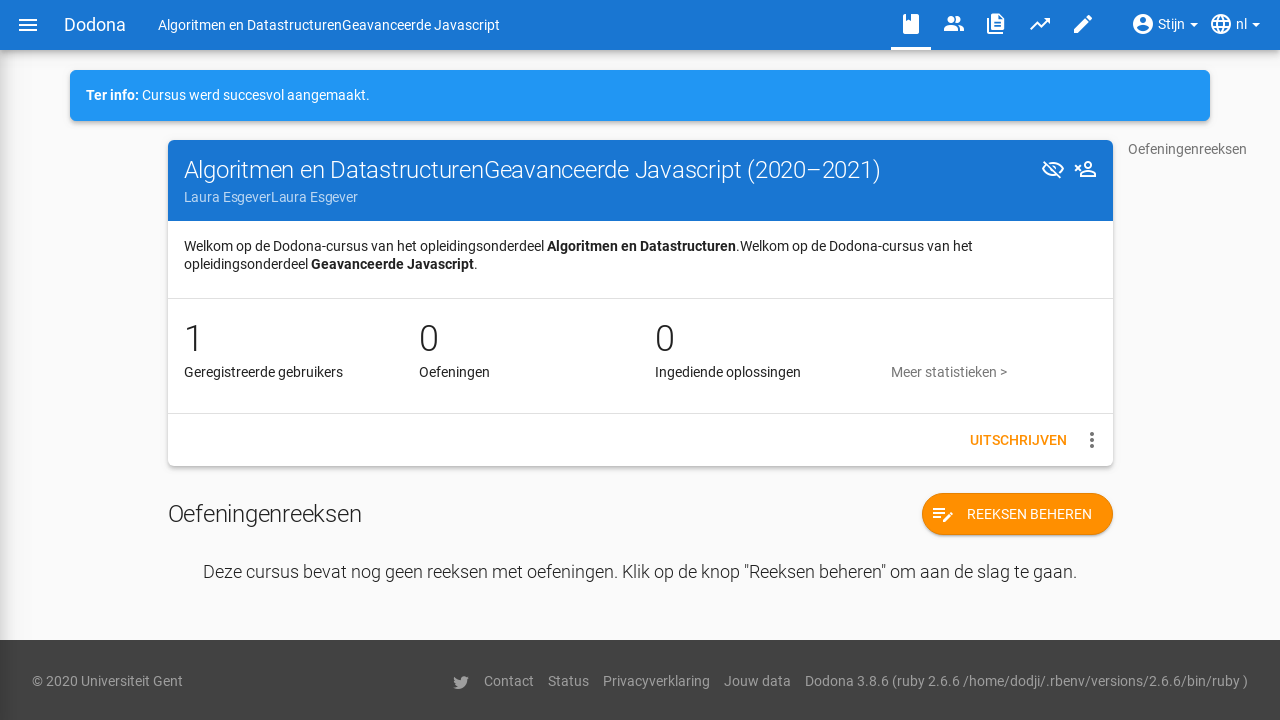 Dodona
Algoritmen en DatastructurenGeavanceerde Javascript
Stijn
nl
Ter info: Cursus werd succesvol aangemaakt.
Algoritmen en DatastructurenGeavanceerde Javascript (2020–2021)
Laura EsgeverLaura Esgever
Oefeningenreeksen
Welkom op de Dodona-cursus van het opleidingsonderdeel Algoritmen en Datastructuren.Welkom op de Dodona-cursus van het
opleidingsonderdeel Geavanceerde Javascript.
1
Geregistreerde gebruikers
0
Oefeningen
0
Ingediende oplossingen
Meer statistieken >
UITSCHRIJVEN
Oefeningenreeksen
REEKSEN BEHEREN
Deze cursus bevat nog geen reeksen met oefeningen. Klik op de knop "Reeksen beheren" om aan de slag te gaan.
© 2020 Universiteit Gent
Contact
Status
Privacyverklaring
Jouw data
Dodona 3.8.6 (ruby 2.6.6 /home/dodji/.rbenv/versions/2.6.6/bin/ruby )